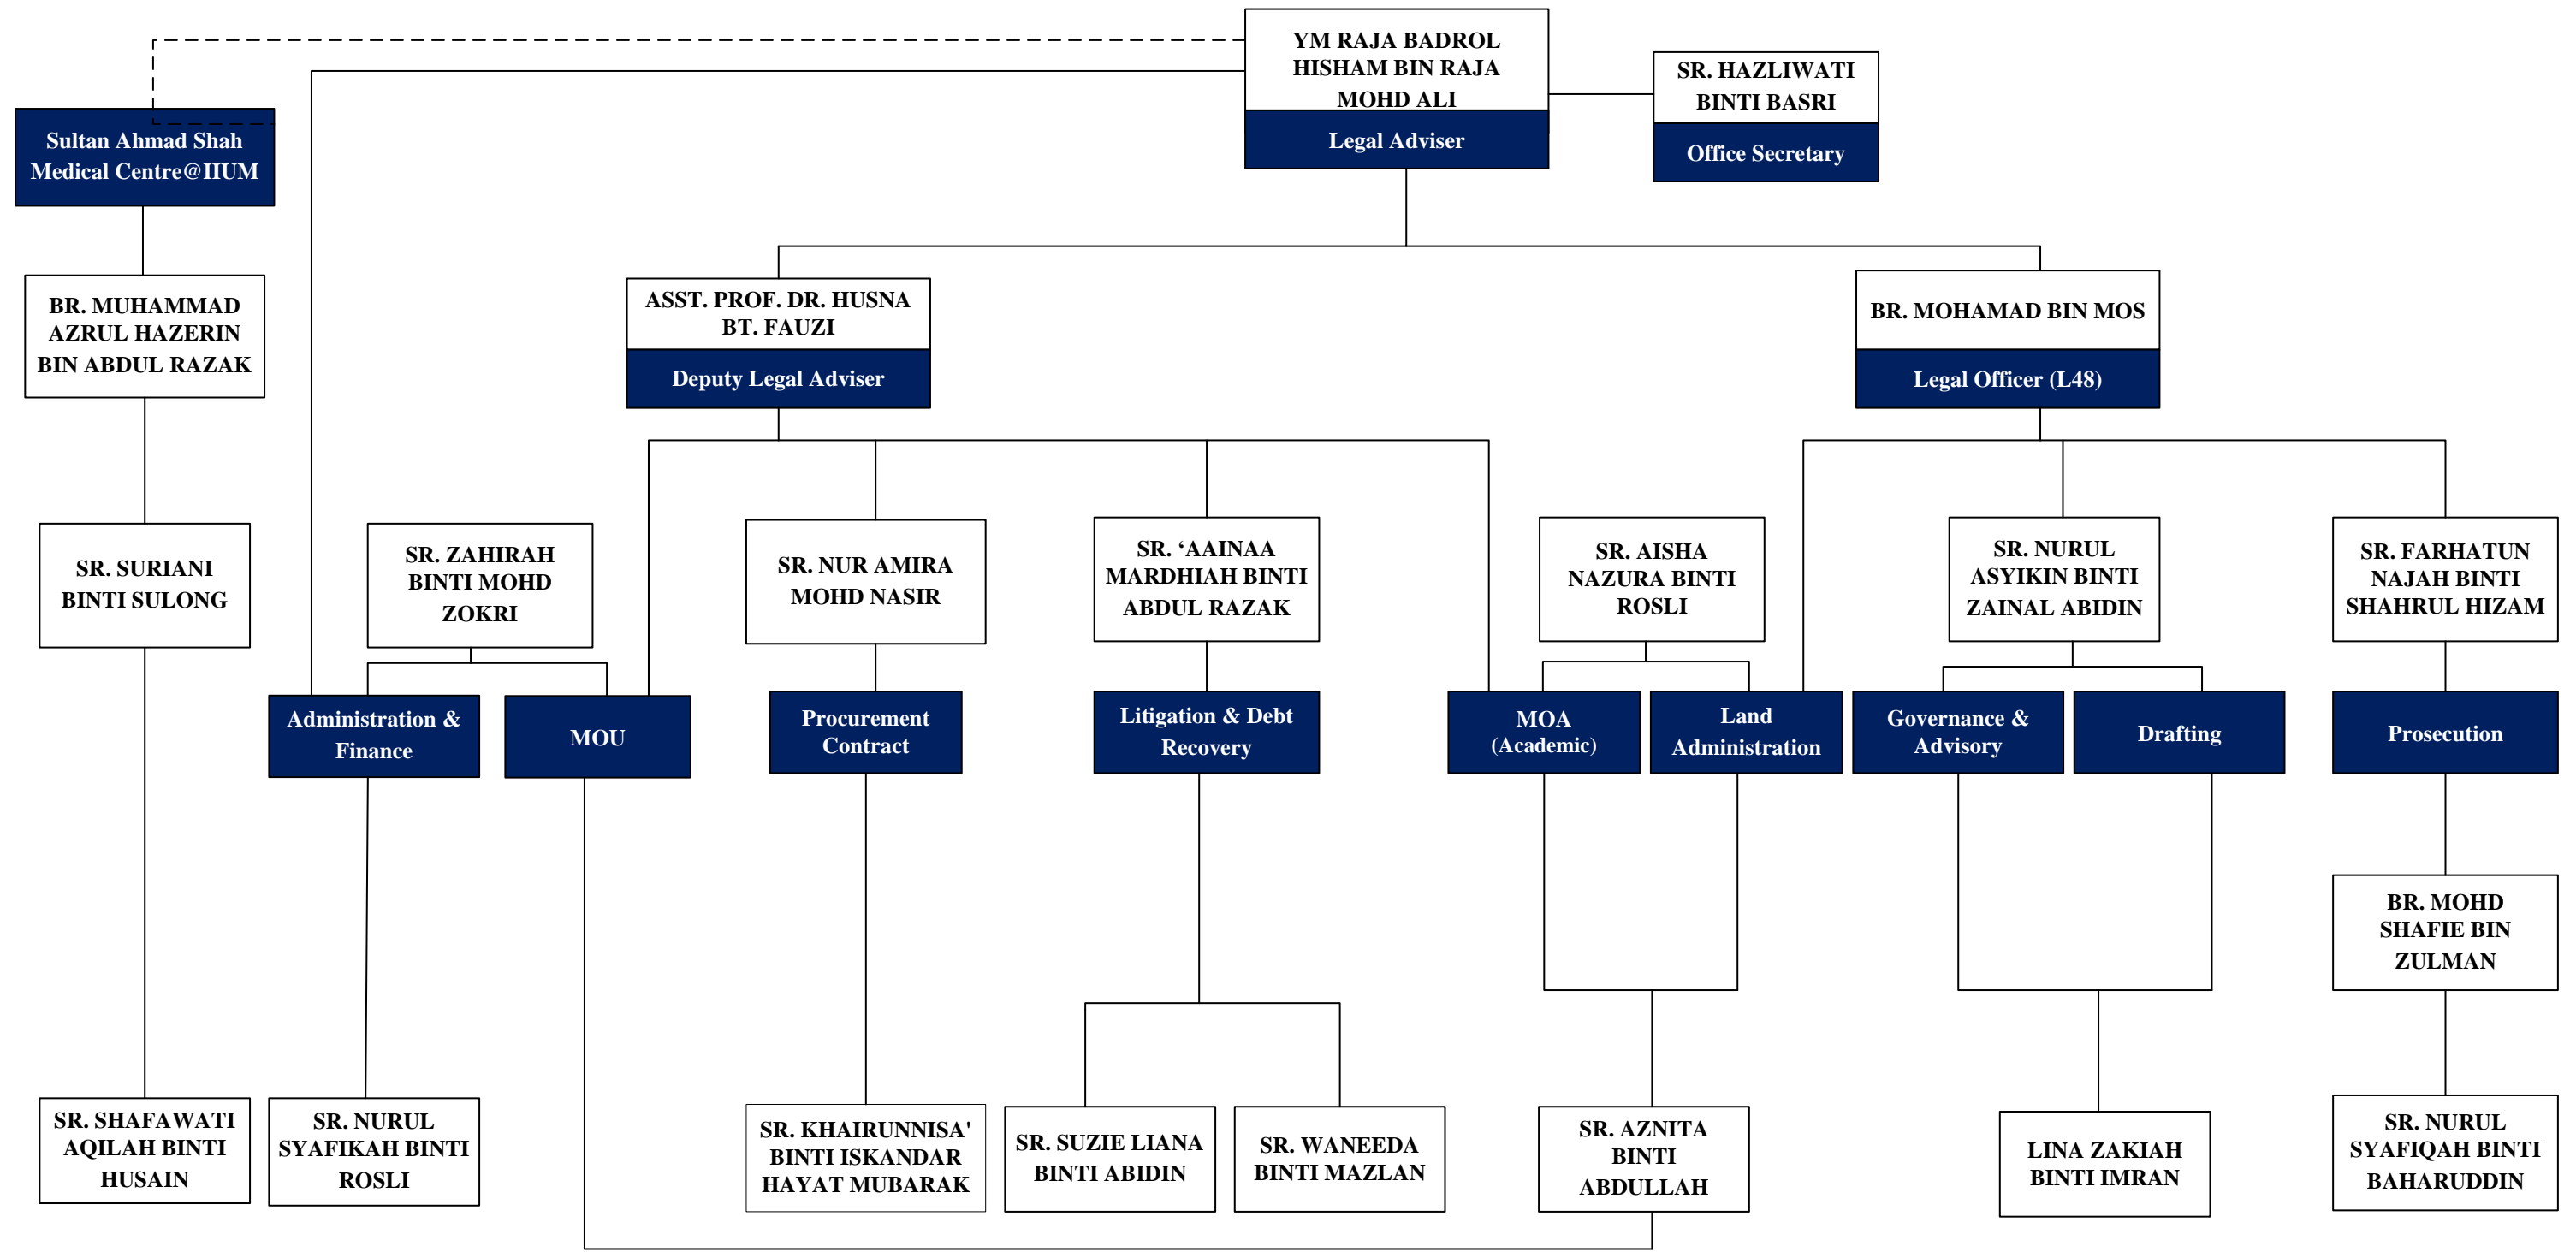 YM RAJA BADROL
HISHAM BIN RAJA
MOHD ALI
Legal Adviser
SR. HAZLIWATI
BINTI BASRI
Office Secretary
Sultan Ahmad Shah
Medical Centre@IIUM
BR. MUHAMMAD
AZRUL HAZERIN
BIN ABDUL RAZAK
ASST. PROF. DR. HUSNA
BT. FAUZI
Deputy Legal Adviser
BR. MOHAMAD BIN MOS
Legal Officer (L48)
SR. SURIANI
BINTI SULONG
SR. ZAHIRAH
BINTI MOHD
ZOKRI
SR. NUR AMIRA
MOHD NASIR
SR. ‘AAINAA
MARDHIAH BINTI
ABDUL RAZAK
SR. AISHA
NAZURA BINTI
ROSLI
SR. NURUL
ASYIKIN BINTI
ZAINAL ABIDIN
SR. FARHATUN
NAJAH BINTI
SHAHRUL HIZAM
Administration &
Finance
MOU
Procurement
Contract
Litigation & Debt
Recovery
MOA
(Academic)
Land
Administration
Governance &
Advisory
Drafting
Prosecution
BR. MOHD
SHAFIE BIN
ZULMAN
SR. SHAFAWATI
AQILAH BINTI
HUSAIN
SR. NURUL
SYAFIKAH BINTI
ROSLI
SR. KHAIRUNNISA'
BINTI ISKANDAR
HAYAT MUBARAK
SR. SUZIE LIANA
BINTI ABIDIN
SR. WANEEDA
BINTI MAZLAN
SR. AZNITA
BINTI
ABDULLAH
LINA ZAKIAH
BINTI IMRAN
SR. NURUL
SYAFIQAH BINTI
BAHARUDDIN